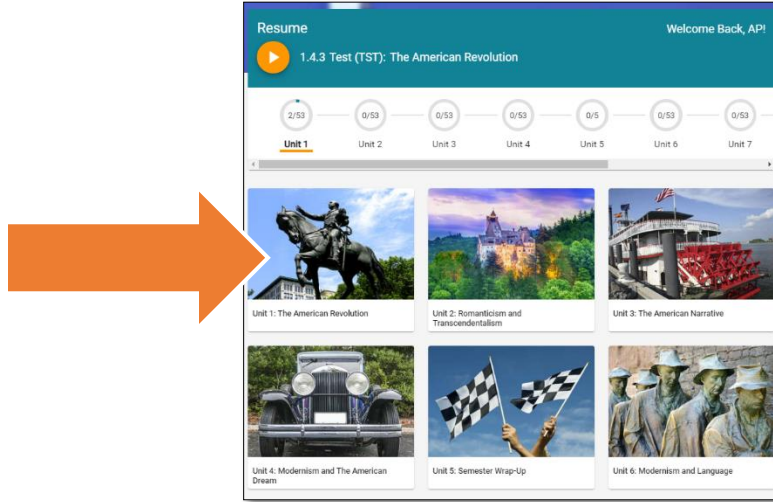 Resume
Welcome Back, AP!
1.4.3 Test (TST): The American Revolution
2/53 0/53 0/53 0/53 0/5 0/53 0/53
Unit 1 Unit 2 Unit 3 Unit 4 Unit 5 Unit 6 Unit 7
Unit 1: The American Revolution
Unit 2: Romanticism and
Transcendentalism
Unit 3: The American Narrative
Unit 4: Modernism and The American
Dream
Unit 5: Semester Wrap-Up
Unit 6: Modernism and Language